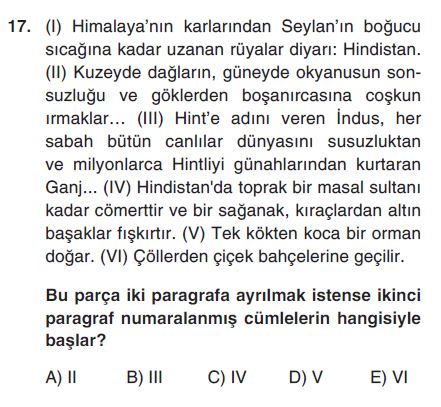 17. (I) Himalaya’nın karlarından Seylan’ın boğucu
sıcağına kadar uzanan rüyalar diyarı: Hindistan.
(II) Kuzeyde dağların, güneyde okyanusun son-
suzluğu ve göklerden boşanırcasına coşkun
ırmaklar... (III) Hint’e adını veren İndus, her
sabah bütün canlılar dünyasını susuzluktan
ve milyonlarca Hintliyi günahlarından kurtaran
Ganj... (IV) Hindistan'da toprak bir masal sultanı
kadar cömerttir ve bir sağanak, kıraçlardan altın
başaklar fışkırtır. (V) Tek kökten koca bir orman
doğar. (VI) Çöllerden çiçek bahçelerine geçilir.
Bu parça iki paragrafa ayrılmak istense ikinci
paragraf numaralanmış cümlelerin hangisiyle
başlar?
A) II B) III C) IV D) V E) VI